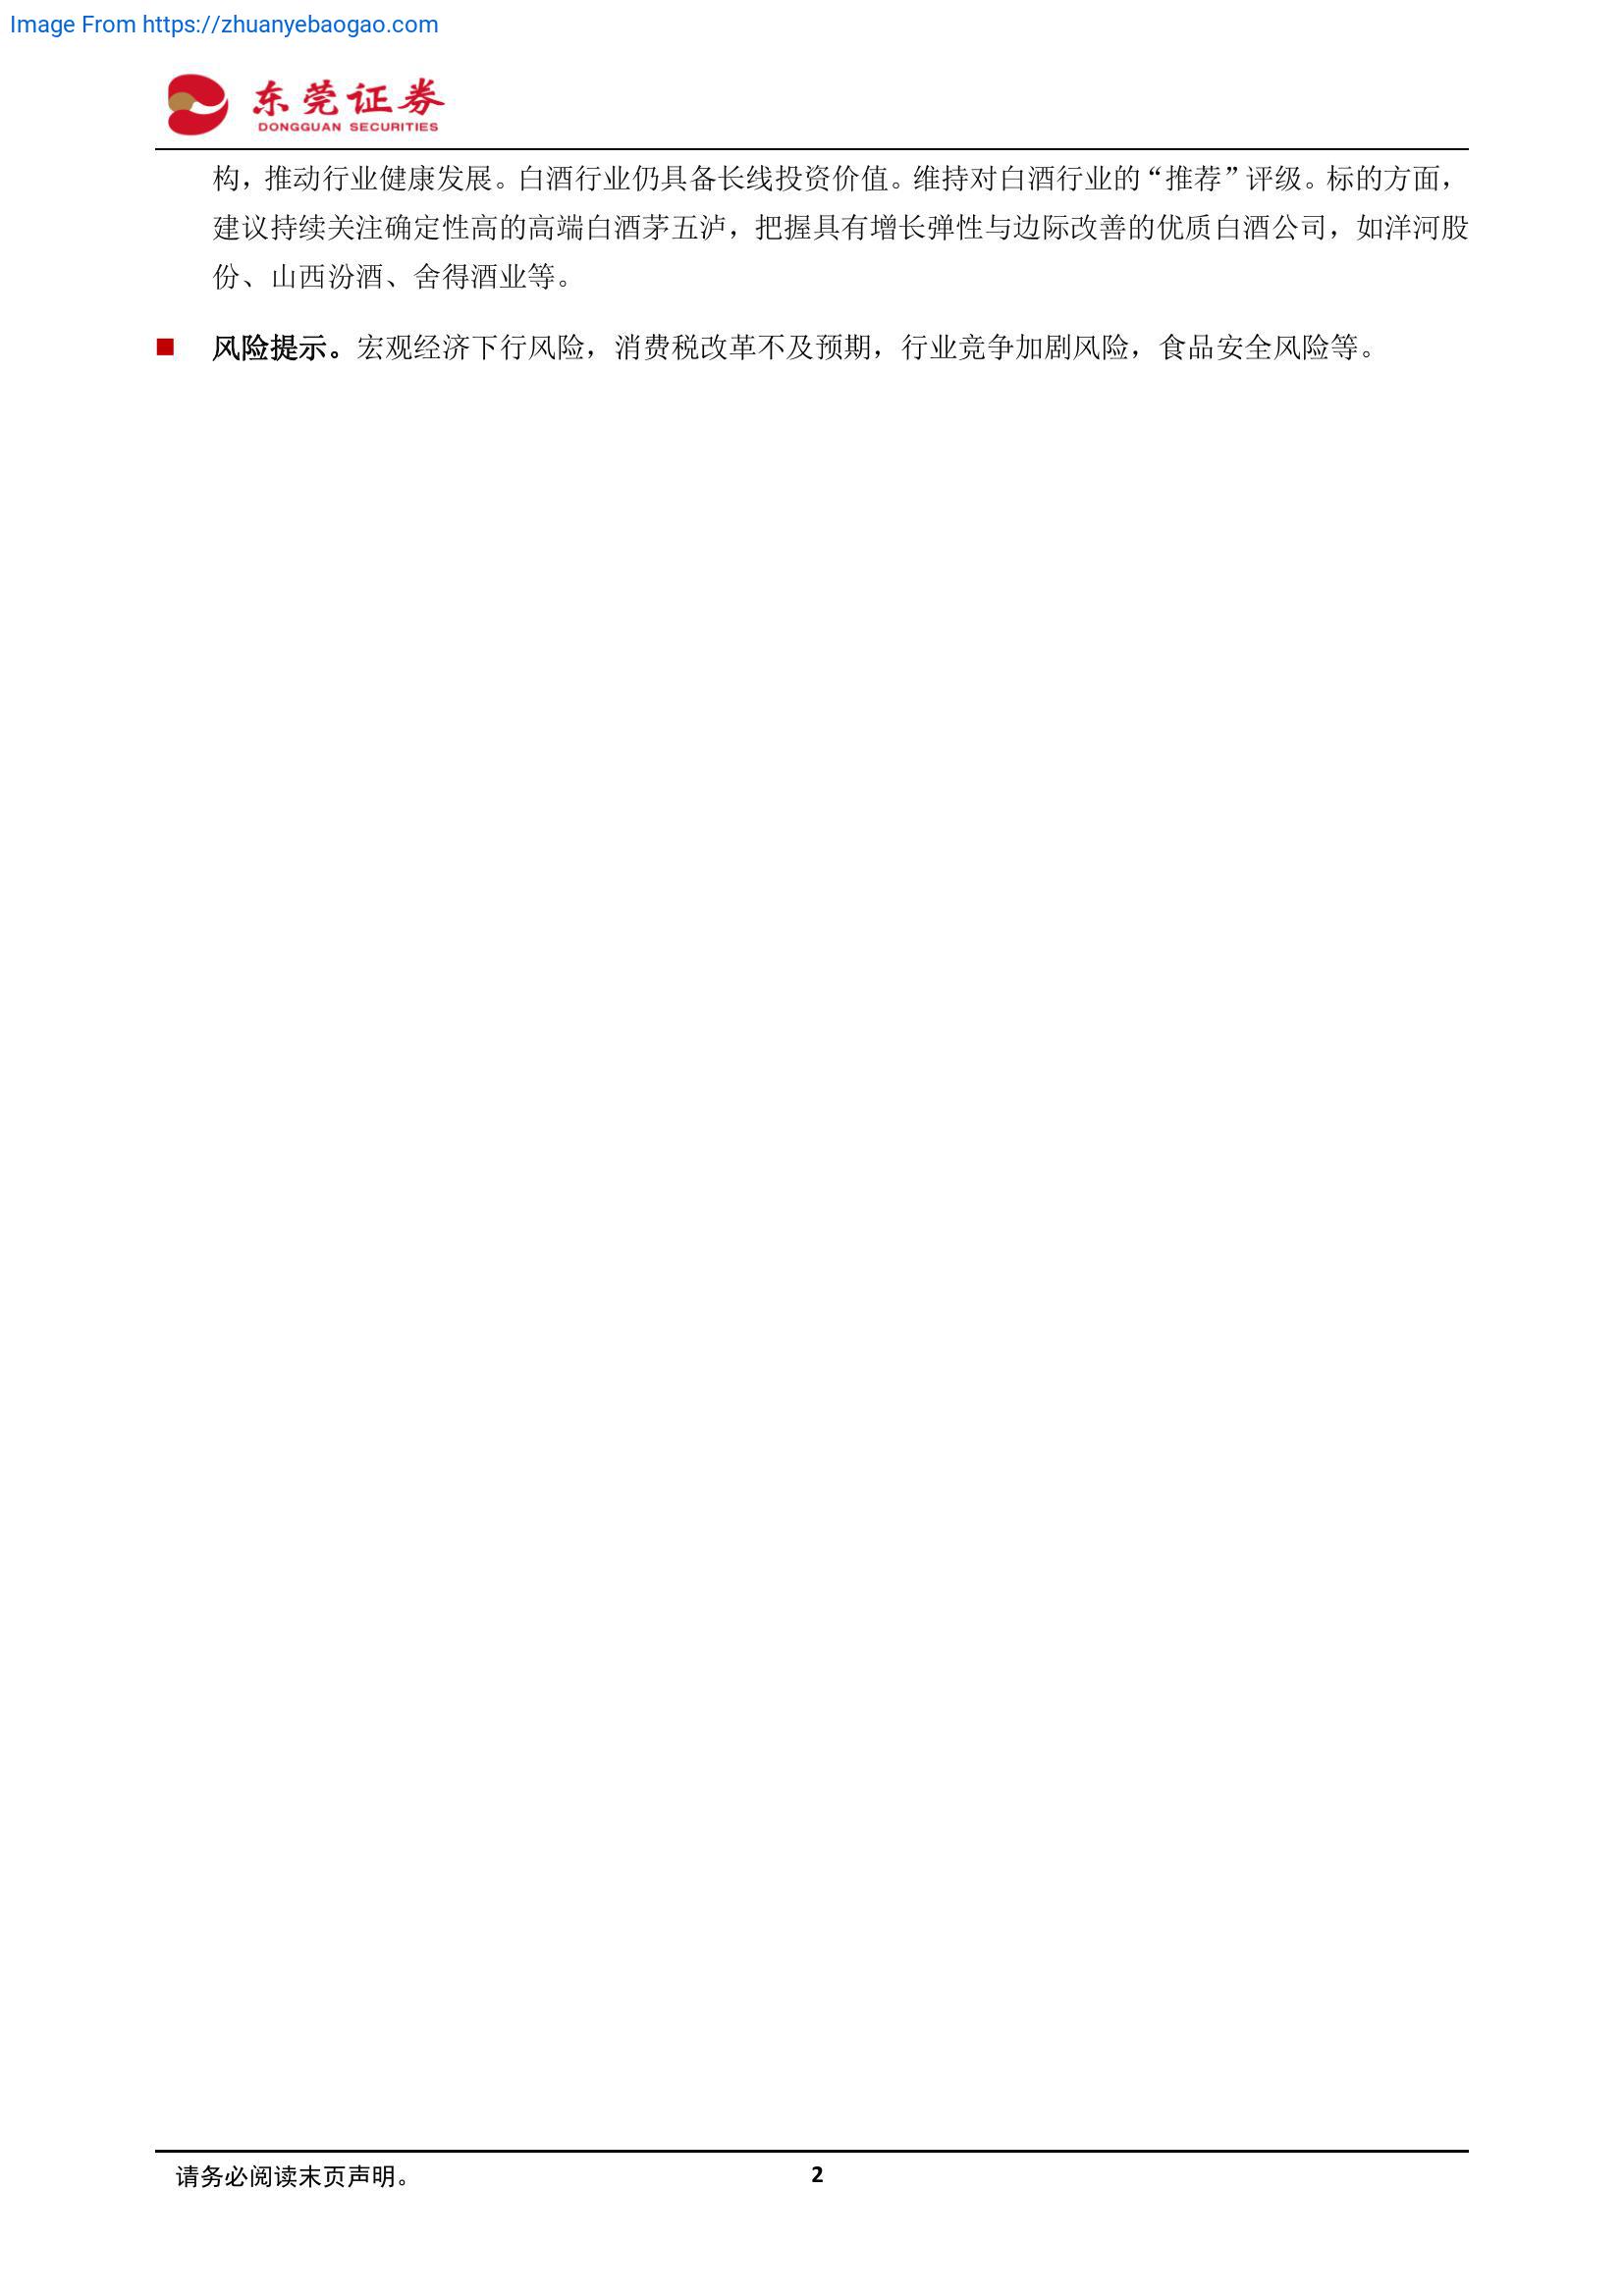 Image From https://zhuanyebaogao.com
东莞证券
DONGGUAN SECURITIES
构，推动行业健康发展。白酒行业仍具备长线投资价值。维持对白酒行业的“推荐”评级。标的方面，
建议持续关注确定性高的高端白酒茅五泸，把握具有增长弹性与边际改善的优质白酒公司，如洋河股
份、山西汾酒、舍得酒业等。
■ 风险提示。宏观经济下行风险，消费税改革不及预期，行业竞争加剧风险，食品安全风险等。
请务必阅读末页声明。
2